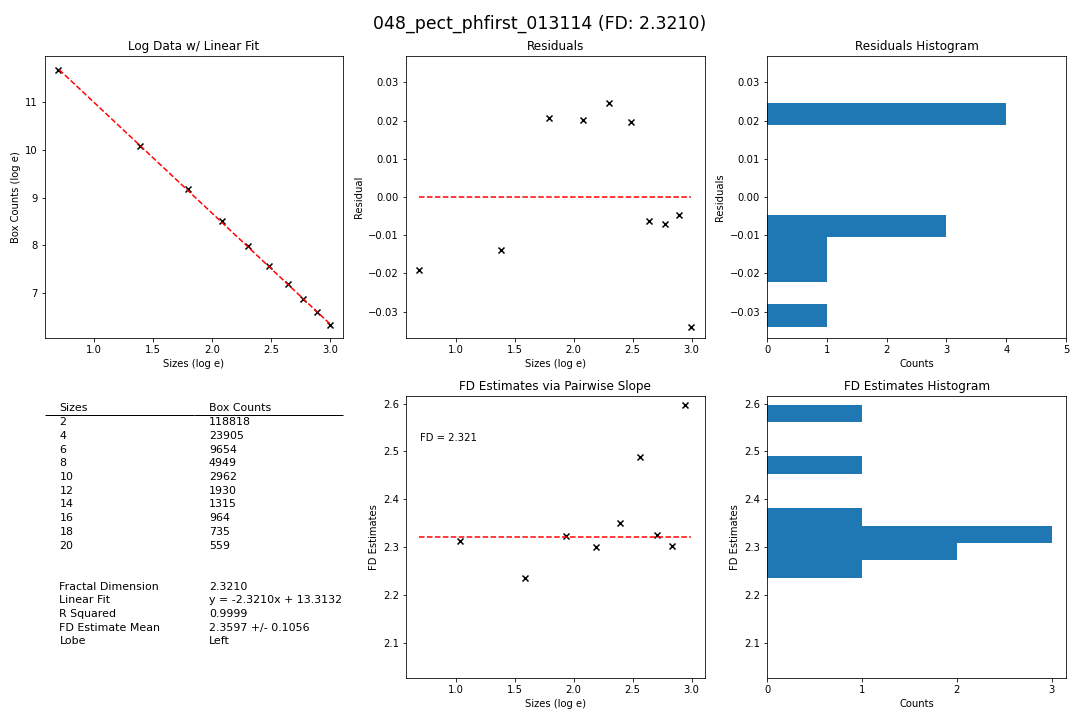 048_pect_phfirst_013114 (FD: 2.3210)
Log Data w/ Linear Fit
Box Counts (log e)
11
10
9
8
7
1.0 1.5 2.0 2.5 3.0
Sizes (log e)
Residuals
Residual
0.03
0.02
0.01
0.00
−0.01
−0.02
−0.03
1.0 1.5 2.0 2.5 3.0
Sizes (log e)
Residuals Histogram
Residuals
0.03
0.02
0.01
0.00
−0.01
−0.02
−0.03
0 1 2 3 4 5
Counts
Sizes Box Counts
2 118818
4 23905
6 9654
8 4949
10 2962
12 1930
14 1315
16 964
18 735
20 559
Fractal Dimension 2.3210
Linear Fit y = -2.3210x + 13.3132
R Squared 0.9999
FD Estimate Mean 2.3597 +/- 0.1056
Lobe Left
FD Estimates via Pairwise Slope
FD Estimates
2.6
2.5
2.4
2.3
2.2
2.1
FD = 2.321
1.0 1.5 2.0 2.5 3.0
Sizes (log e)
FD Estimates Histogram
FD Estimates
2.6
2.5
2.4
2.3
2.2
2.1
0 1 2 3
Counts